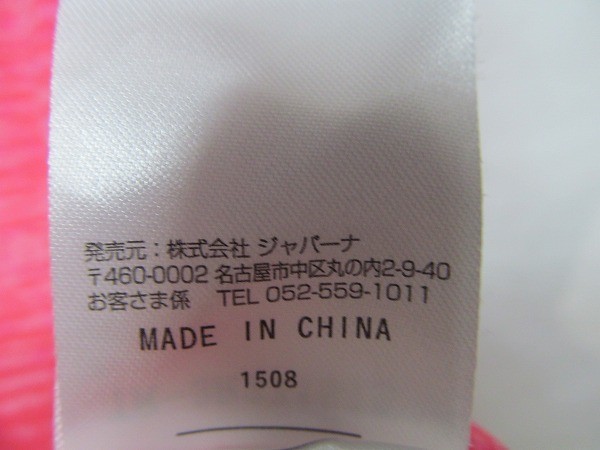 発売元：株式会社 ジャバーナ
〒460-0002 名古屋市中区丸の内2-9-40
お客さま係 TEL 052-559-1011
MADE IN CHINA
1508